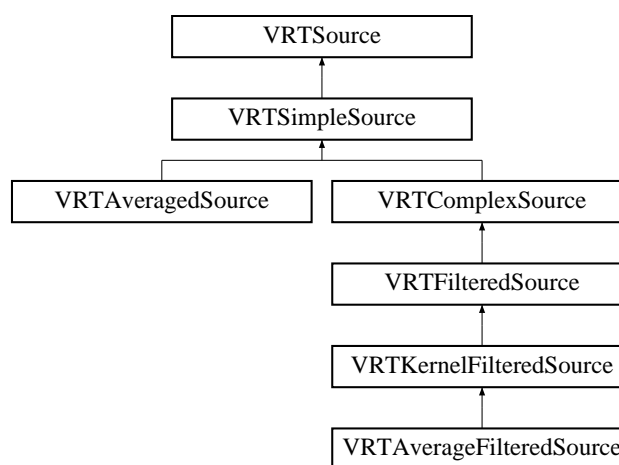 VRTSource
VRTSimpleSource
VRTAveragedSource
VRTComplexSource
VRTFilteredSource
VRTKernelFilteredSource
VRTAverageFilteredSource